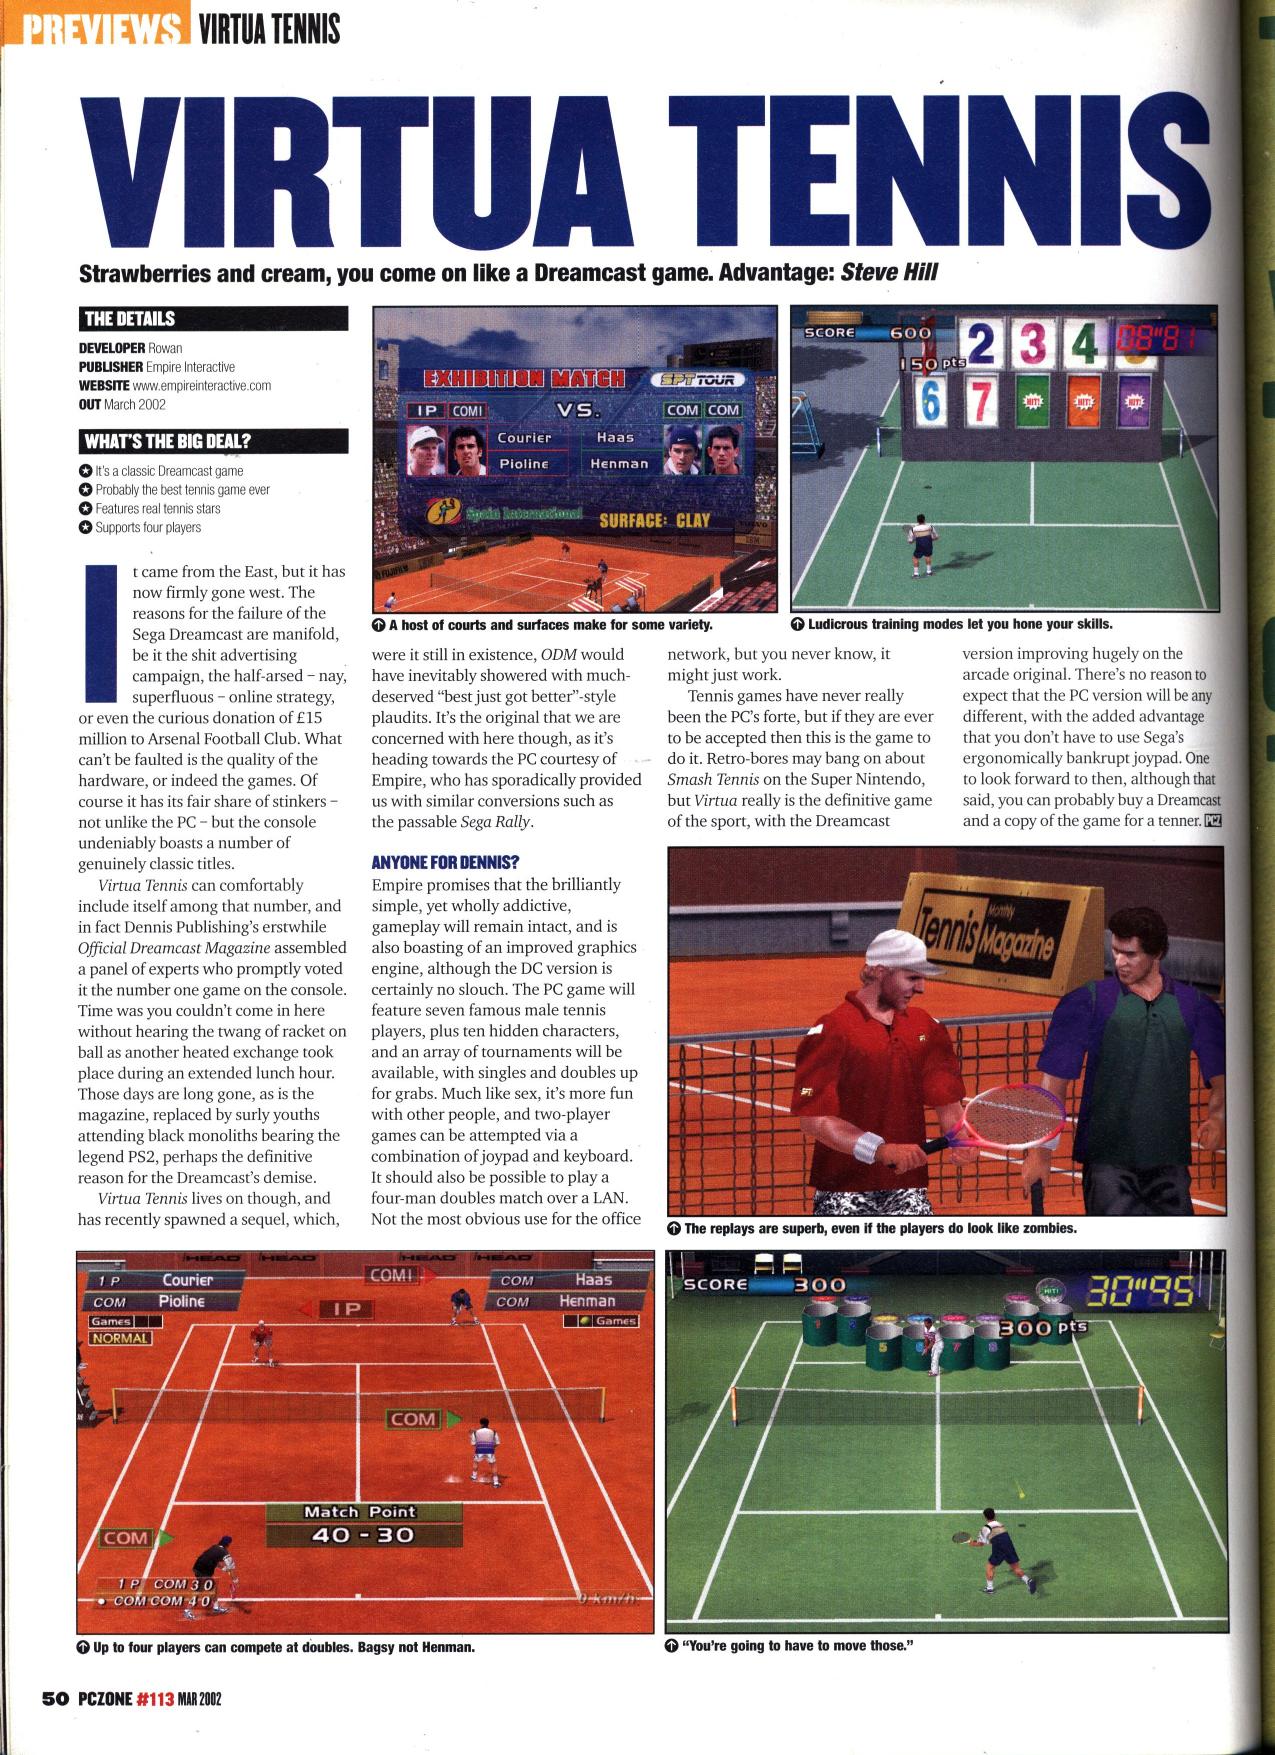 PREVIEWS VIRTUA TENNIS
VIRTUA TENNIS
Strawberries and cream, you come on like a Dreamcast game. Advantage: Steve Hill
THE DETAILS
DEVELOPER Rowan
PUBLISHER Empire Interactive
WEBSITE www.empireinteractive.com
OUT March 2002
WHAT'S THE BIG DEAL?
It's a classic Dreamcast game
Probably the best tennis game ever
Features real tennis stars
Supports four players
It came from the East, but it has
now firmly gone west. The
reasons for the failure of the
Sega Dreamcast are manifold,
be it the shit advertising
campaign, the half-arsed – nay,
superfluous – online strategy,
or even the curious donation of £15
million to Arsenal Football Club. What
can't be faulted is the quality of the
hardware, or indeed the games. Of
course it has its fair share of stinkers –
not unlike the PC – but the console
undeniably boasts a number of
genuinely classic titles.
Virtua Tennis can comfortably
include itself among that number, and
in fact Dennis Publishing's erstwhile
Official Dreamcast Magazine assembled
a panel of experts who promptly voted
it the number one game on the console.
Time was you couldn't come in here
without hearing the twang of racket on
ball as another heated exchange took
place during an extended lunch hour.
Those days are long gone, as is the
magazine, replaced by surly youths
attending black monoliths bearing the
legend PS2, perhaps the definitive
reason for the Dreamcast's demise.
Virtua Tennis lives on though, and
has recently spawned a sequel, which,
EXHIBITION MATCH SPT TOUR
1P COM1 VS. COM COM
Courier Haas
Pioline Henman
Spain International SURFACE: CLAY
FUJIFILM
VOLVO
IBM
A host of courts and surfaces make for some variety.
SCORE 600
150 pts
2 3 4 08"81
6 7 HIT! HIT! HIT!
Ludicrous training modes let you hone your skills.
were it still in existence, ODM would
have inevitably showered with much-
deserved "best just got better"-style
plaudits. It's the original that we are
concerned with here though, as it's
heading towards the PC courtesy of
Empire, who has sporadically provided
us with similar conversions such as
the passable Sega Rally.
ANYONE FOR DENNIS?
Empire promises that the brilliantly
simple, yet wholly addictive,
gameplay will remain intact, and is
also boasting of an improved graphics
engine, although the DC version is
certainly no slouch. The PC game will
feature seven famous male tennis
players, plus ten hidden characters,
and an array of tournaments will be
available, with singles and doubles up
for grabs. Much like sex, it's more fun
with other people, and two-player
games can be attempted via a
combination of joypad and keyboard.
It should also be possible to play a
four-man doubles match over a LAN.
Not the most obvious use for the office
network, but you never know, it
might just work.
Tennis games have never really
been the PC's forte, but if they are ever
to be accepted then this is the game to
do it. Retro-bores may bang on about
Smash Tennis on the Super Nintendo,
but Virtua really is the definitive game
of the sport, with the Dreamcast
version improving hugely on the
arcade original. There's no reason to
expect that the PC version will be any
different, with the added advantage
that you don't have to use Sega's
ergonomically bankrupt joypad. One
to look forward to then, although that
said, you can probably buy a Dreamcast
and a copy of the game for a tenner. PCZ
Tennis Monthly Magazine
The replays are superb, even if the players do look like zombies.
HEAD HEAD HEAD HEAD
1P Courier COM1 COM Haas
COM Pioline 1P COM Henman
Games Games
NORMAL
COM
Match Point
40 - 30
COM
1P COM 3 0
COM COM 4 0
0 km/h
Up to four players can compete at doubles. Bagsy not Henman.
SCORE 300 HIT! 30"95
300 pts
5 6 7 8
"You're going to have to move those."
50 PCZONE #113 MAR 2002